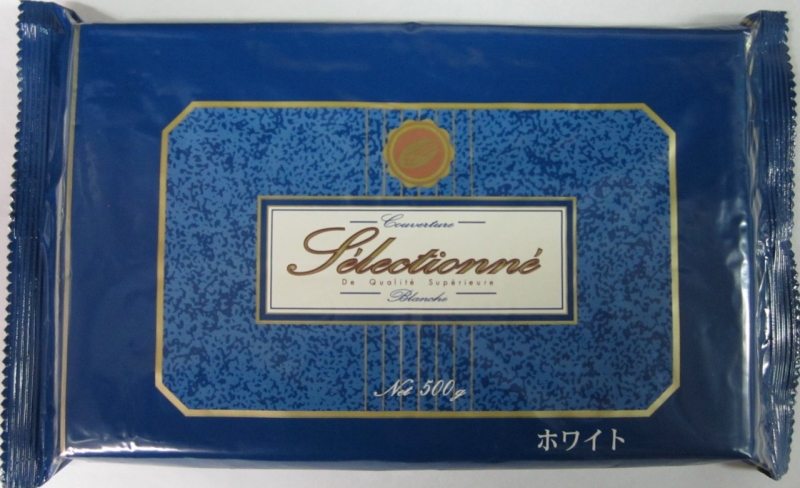 Couverture
Sélectionné
De Qualité Supérieure
Blanche
Net 500g
ホワイト